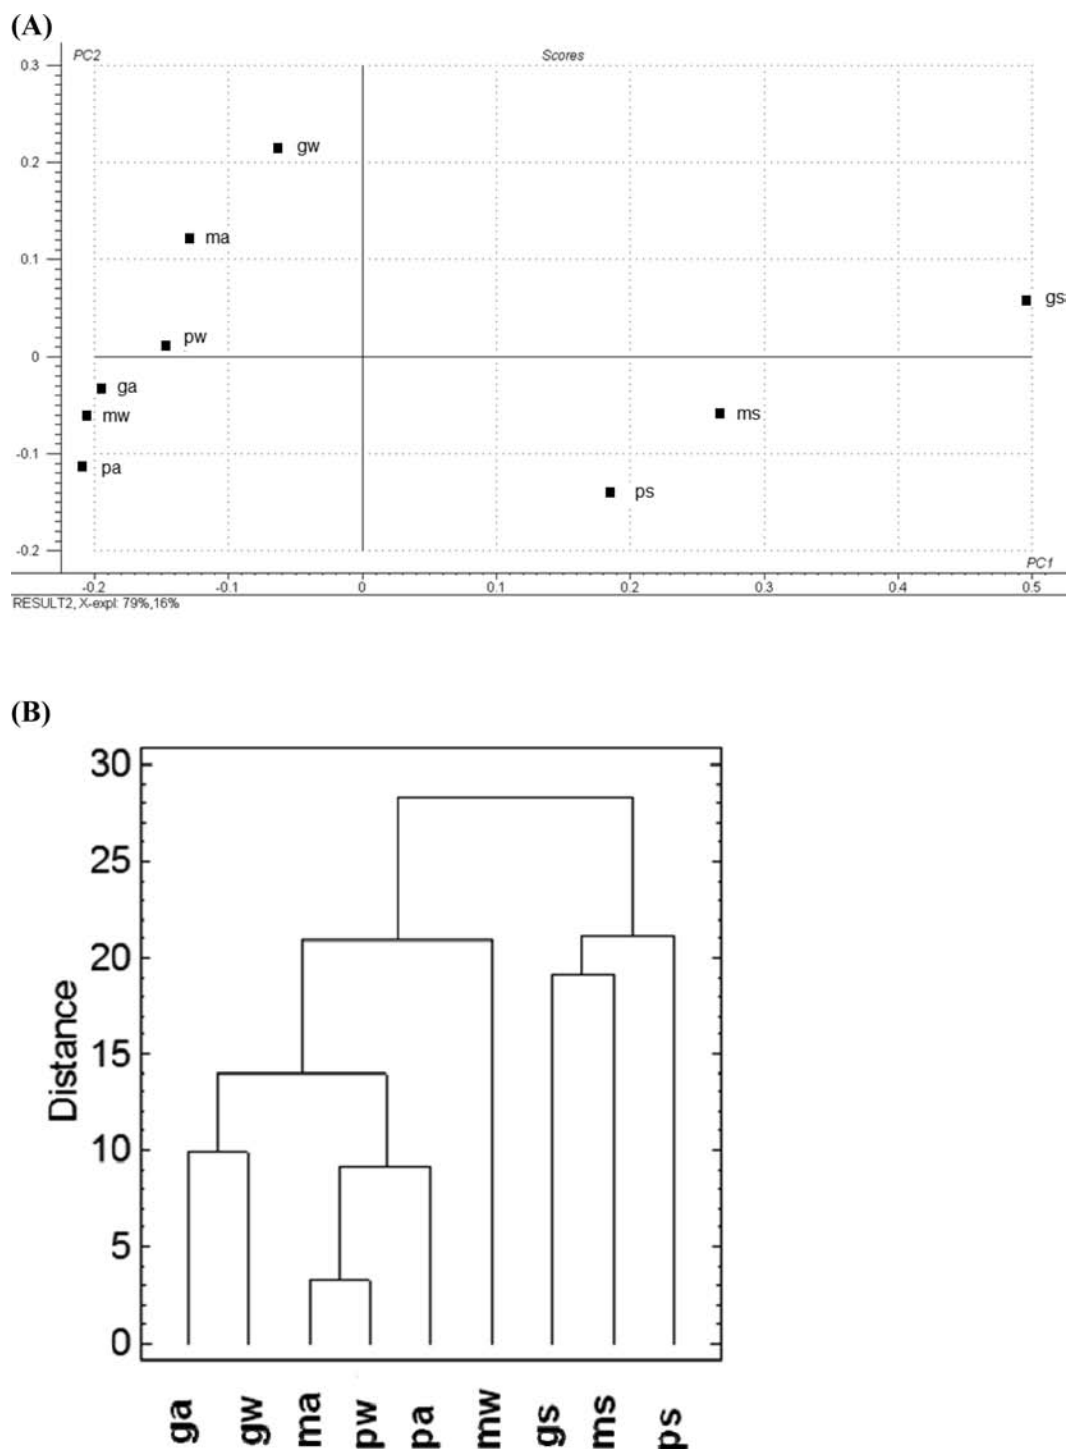 (A)
PC2 Scores
0.3
gw
0.2
ma
0.1
gs
pw
0
ga
mw
ms
-0.1
pa
ps
-0.2
PC1
-0.2 -0.1 0 0.1 0.2 0.3 0.4 0.5
RESULT2, X-expl: 79%,16%
(B)
30
25
20
15
10
5
0
Distance
ga gw ma pw pa mw gs ms ps